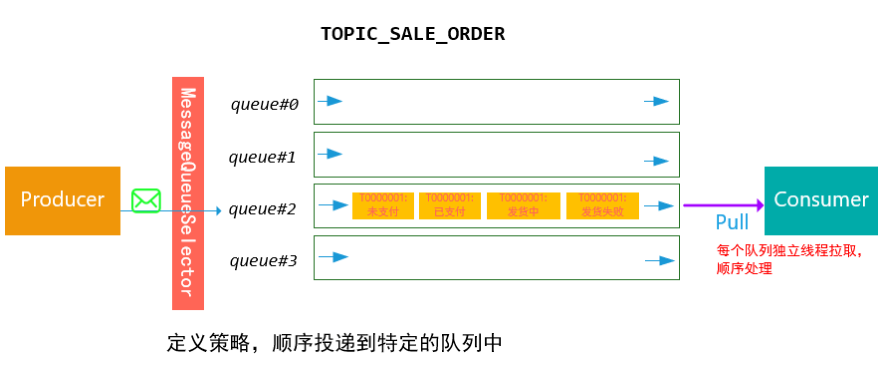 TOPIC_SALE_ORDER
MessageQueueSelector
queue#0
queue#1
Producer
queue#2
T0000001:
未支付
T0000001:
已支付
T0000001:
发货中
T0000001:
发货失败
Consumer
Pull
queue#3
每个队列独立线程拉取，
顺序处理
定义策略，顺序投递到特定的队列中